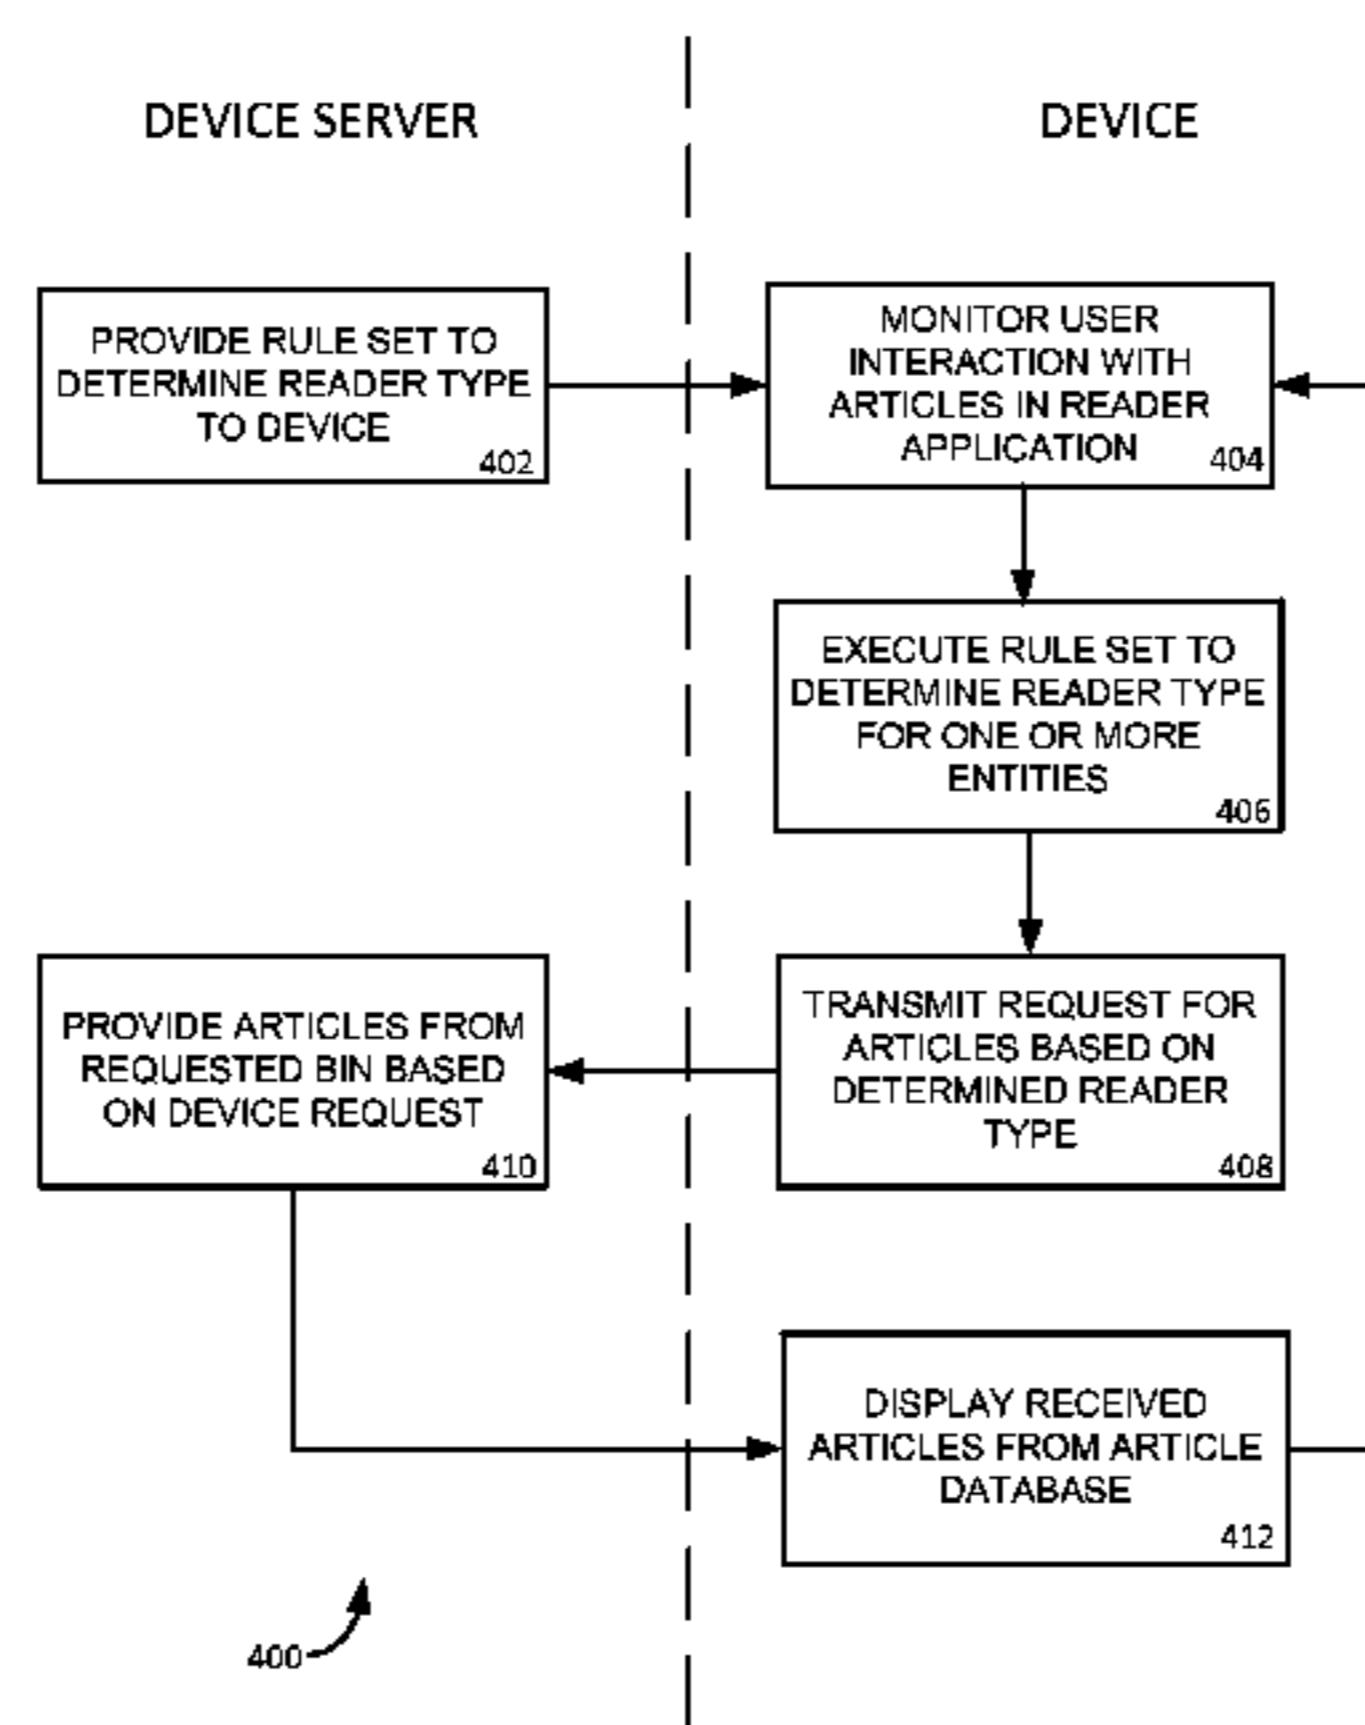 DEVICE SERVER
DEVICE
PROVIDE RULE SET TO
DETERMINE READER TYPE
TO DEVICE
402
MONITOR USER
INTERACTION WITH
ARTICLES IN READER
APPLICATION
404
EXECUTE RULE SET TO
DETERMINE READER TYPE
FOR ONE OR MORE
ENTITIES
406
TRANSMIT REQUEST FOR
ARTICLES BASED ON
DETERMINED READER
TYPE
408
PROVIDE ARTICLES FROM
REQUESTED BIN BASED
ON DEVICE REQUEST
410
DISPLAY RECEIVED
ARTICLES FROM ARTICLE
DATABASE
412
400